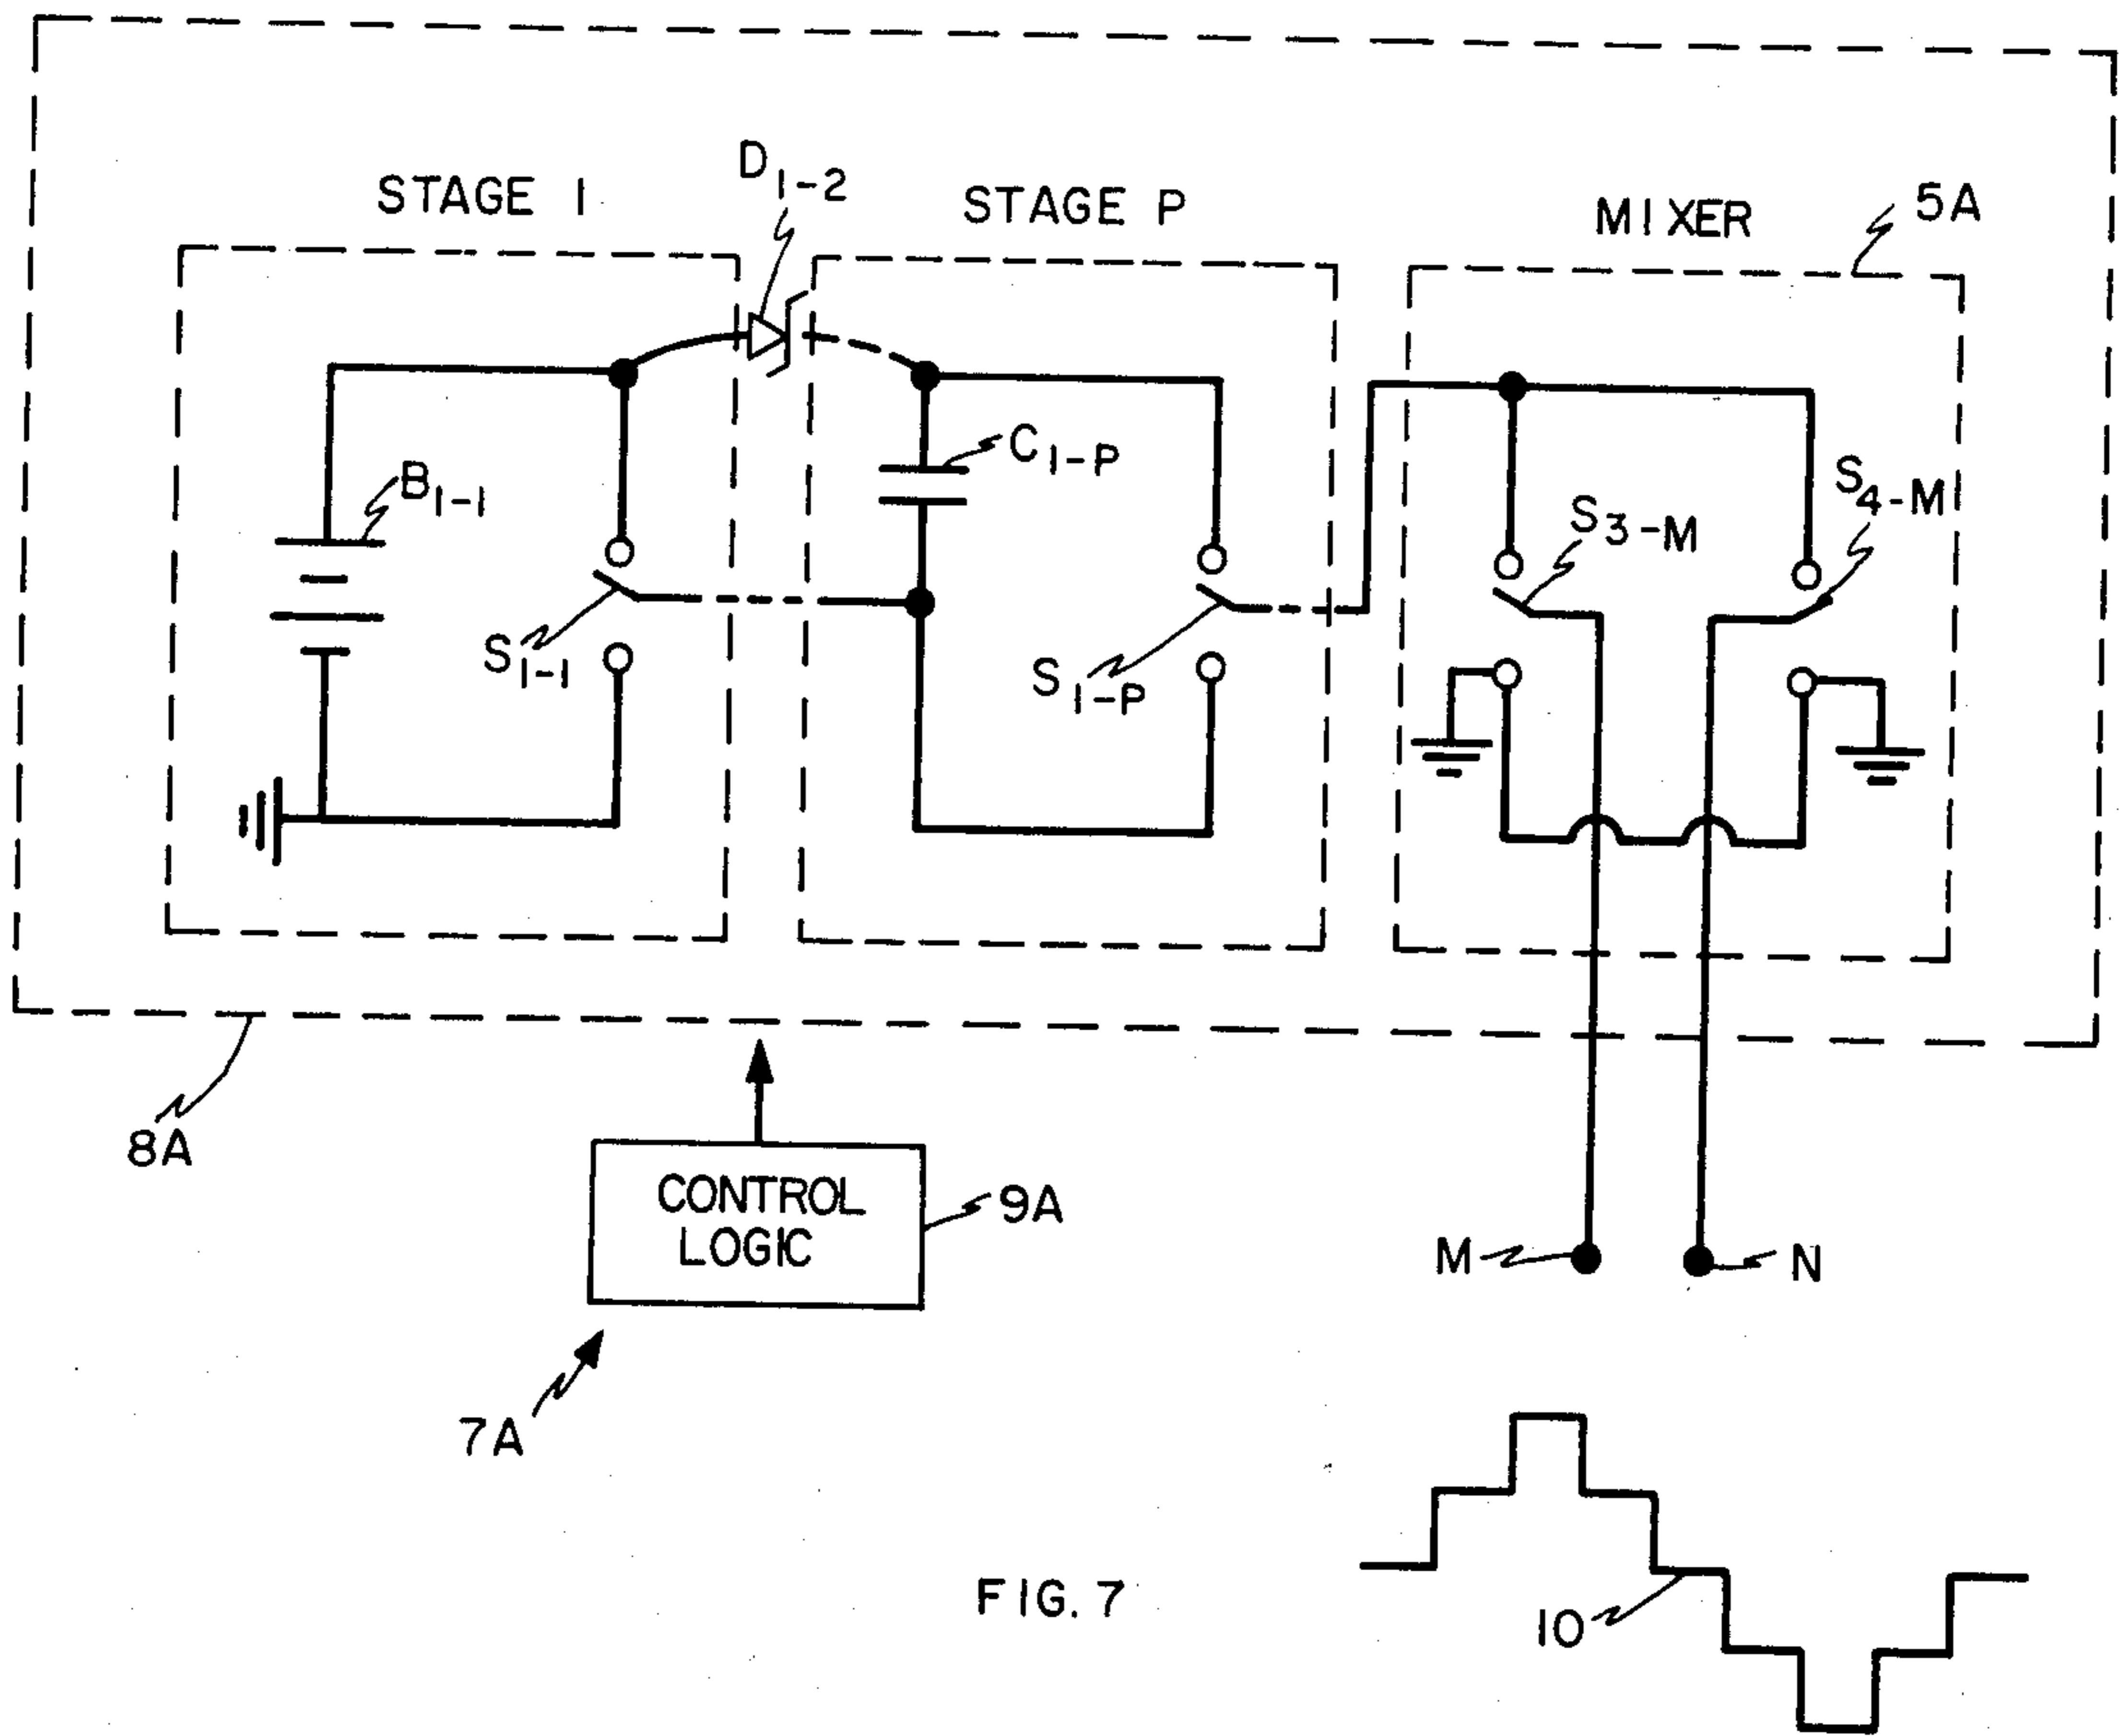 STAGE 1
D1-2
STAGE P
MIXER
5A
B1-1
S1-1
C1-P
S1-P
S3-M
S4-M
8A
CONTROL
LOGIC
9A
7A
M
N
10
FIG. 7